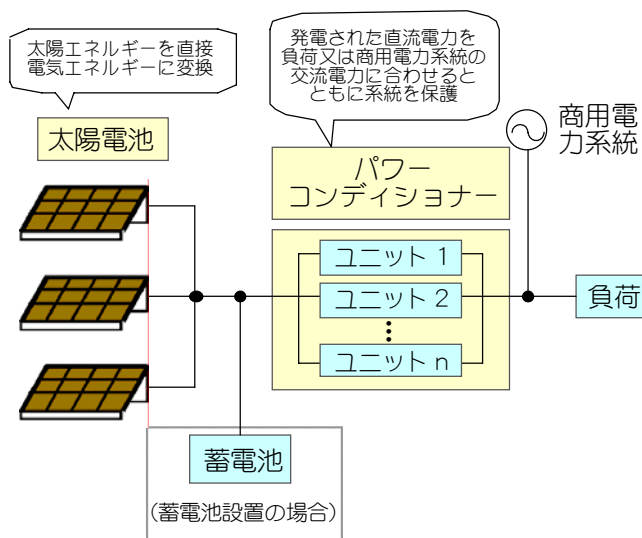 太陽エネルギーを直接
電気エネルギーに変換
太陽電池
発電された直流電力を
負荷又は商用電力系統の
交流電力に合わせると
ともに系統を保護
パワー
コンディショナー
商用電
力系統
ユニット 1
ユニット 2
ユニット n
負荷
蓄電池
(蓄電池設置の場合)